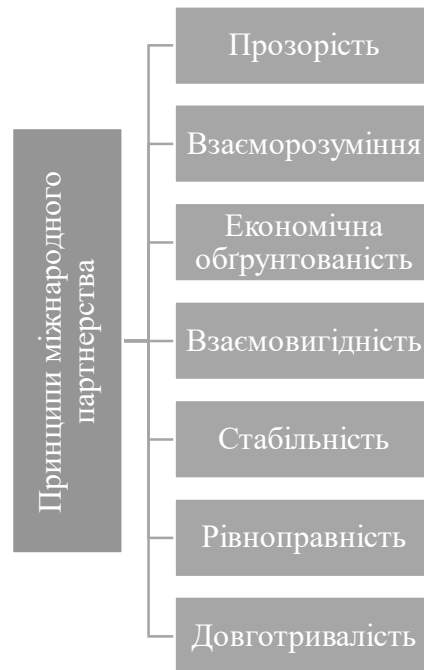 Принципи міжнародного
партнерства
Прозорість
Взаєморозуміння
Економічна
обґрунтованість
Взаємовигідність
Стабільність
Рівноправність
Довготривалість